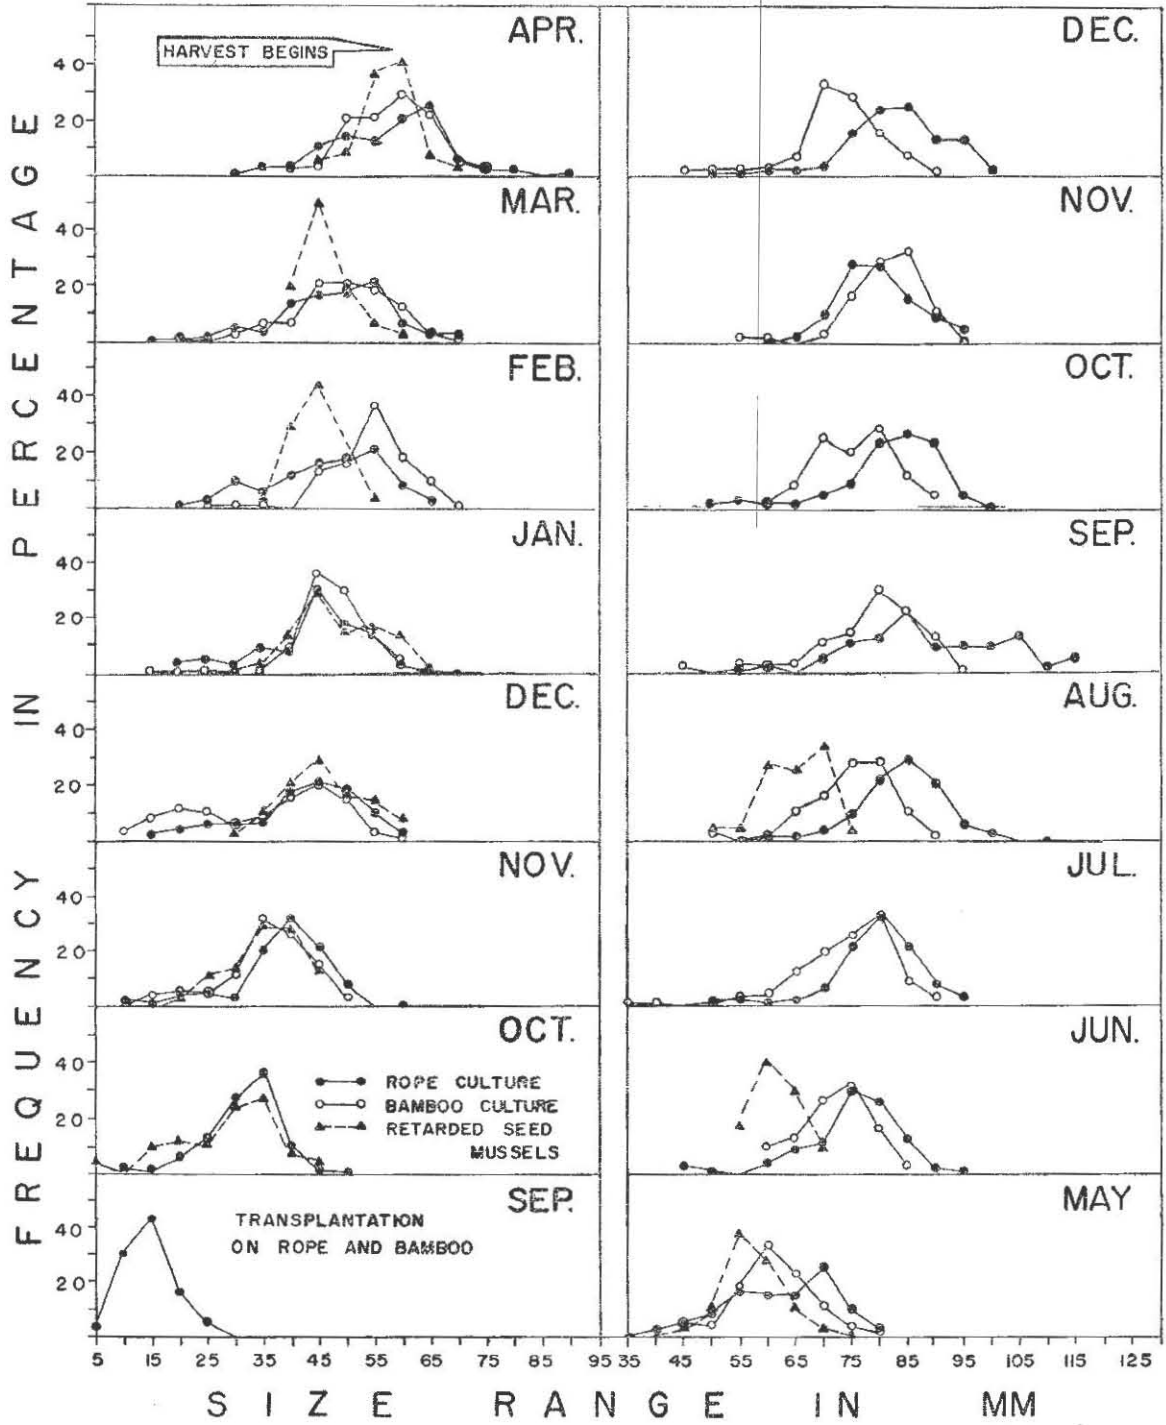 APR.
HARVEST BEGINS
40
20
MAR.
40
20
FEB.
40
20
JAN.
40
20
DEC.
40
20
NOV.
40
20
OCT.
40
20
ROPE CULTURE
BAMBOO CULTURE
RETARDED SEED
MUSSELS
SEP.
40
20
TRANSPLANTATION
ON ROPE AND BAMBOO
DEC.
NOV.
OCT.
SEP.
AUG.
JUL.
JUN.
MAY
5 15 25 35 45 55 65 75 85 95 35 45 55 65 75 85 95 105 115 125
SIZE RANGE IN MM
FREQUENCY IN PERCENTAGE